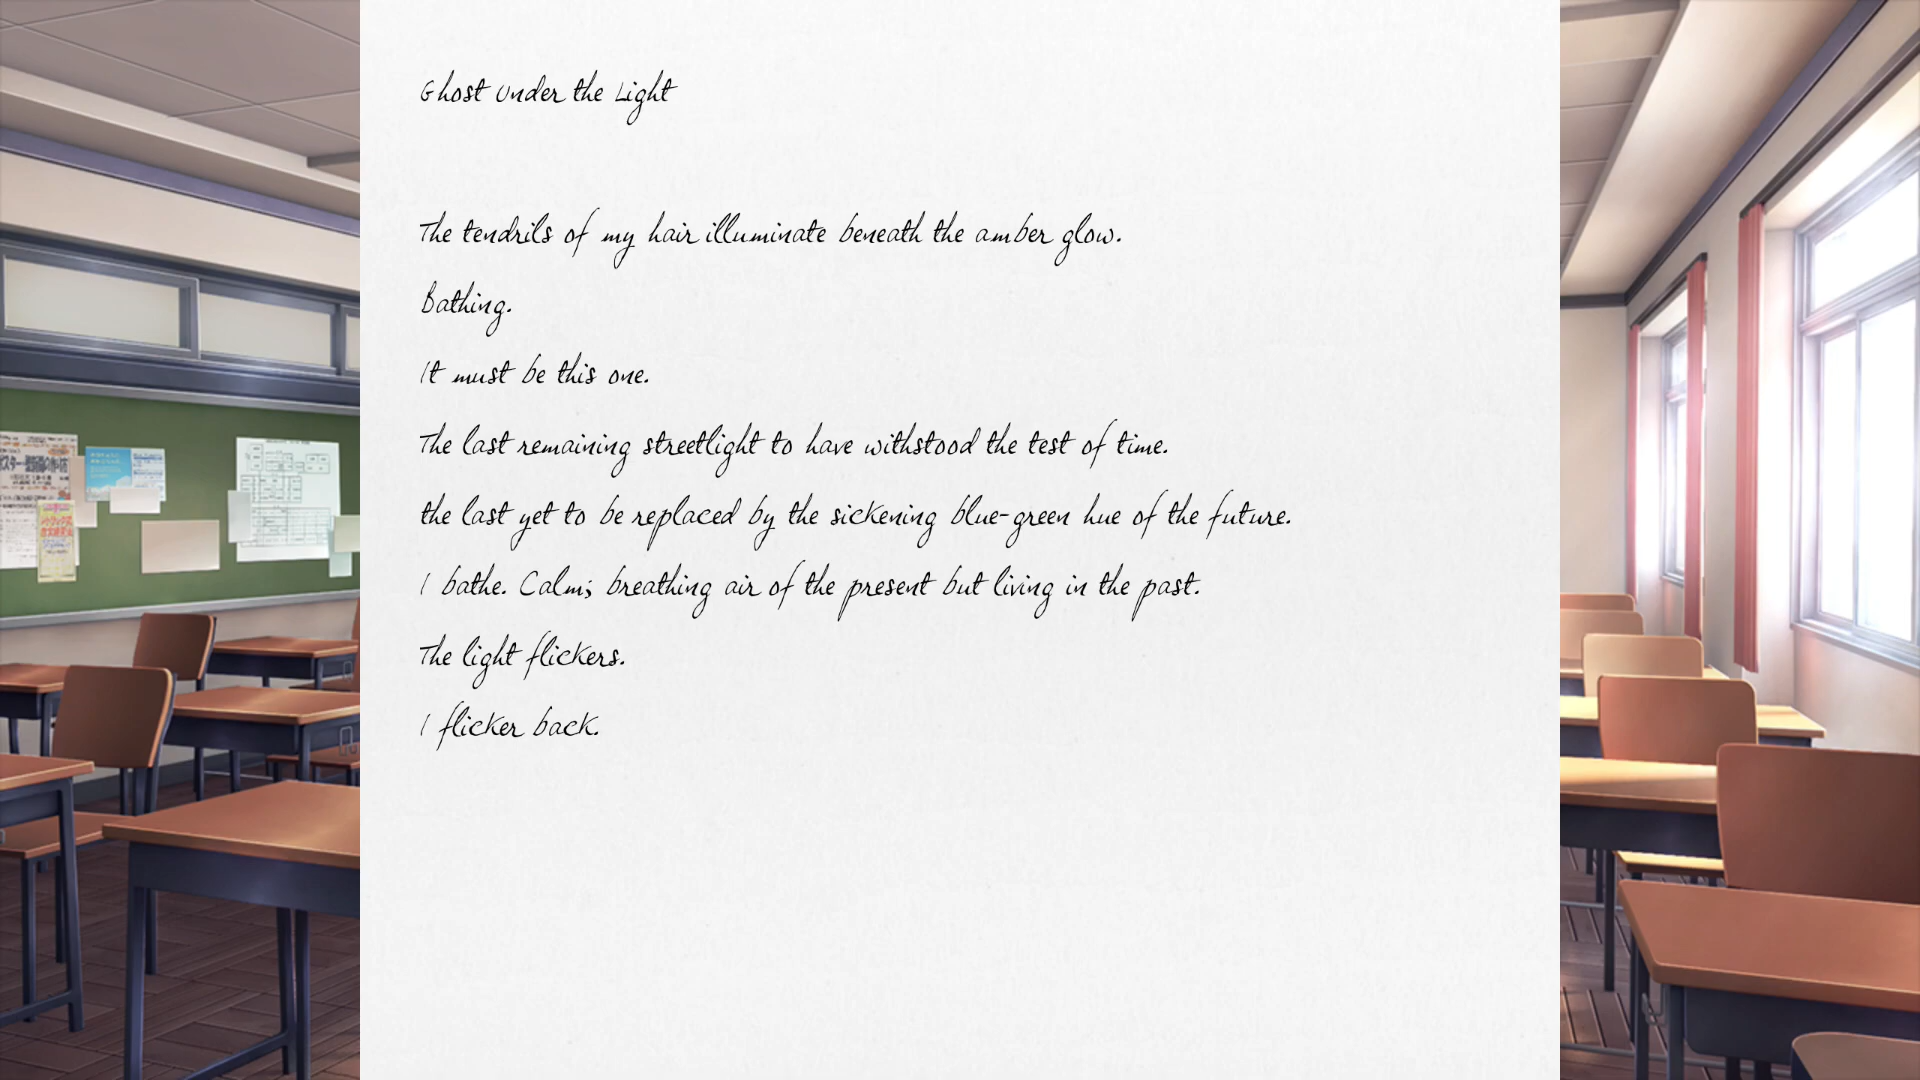 Ghost Under the Light
The tendrils of my hair illuminate beneath the amber glow.
Bathing.
It must be this one.
The last remaining streetlight to have withstood the test of time.
the last yet to be replaced by the sickening blue-green hue of the future.
I bathe. Calm; breathing air of the present but living in the past.
The light flickers.
I flicker back.